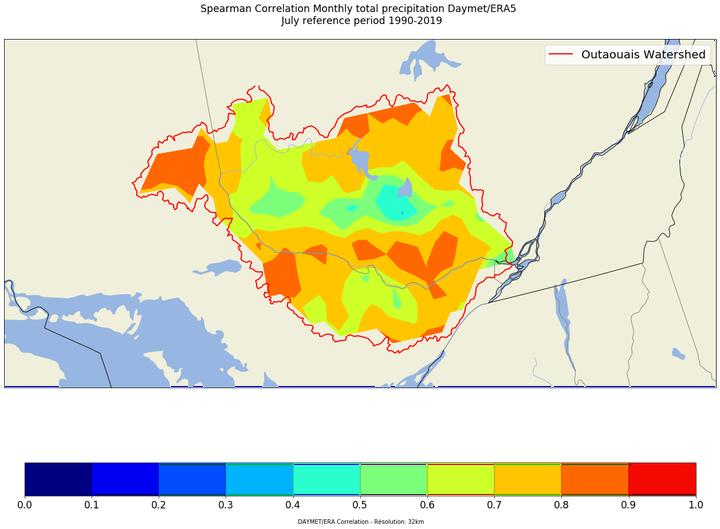 Spearman Correlation Monthly total precipitation Daymet/ERA5
July reference period 1990-2019
Outaouais Watershed
0.0 0.1 0.2 0.3 0.4 0.5 0.6 0.7 0.8 0.9 1.0
DAYMET/ERA Correlation - Résolution: 32km